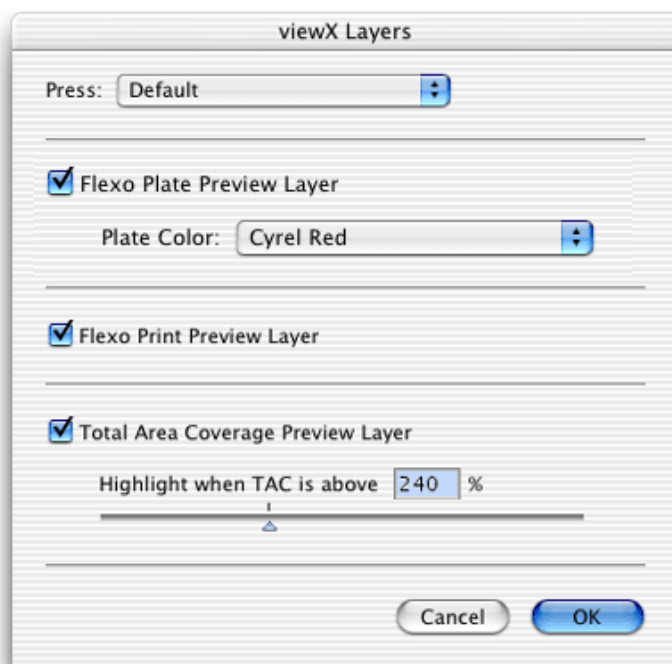 viewX Layers
Press: Default
Flexo Plate Preview Layer
Plate Color: Cyrel Red
Flexo Print Preview Layer
Total Area Coverage Preview Layer
Highlight when TAC is above 240 %
Cancel OK